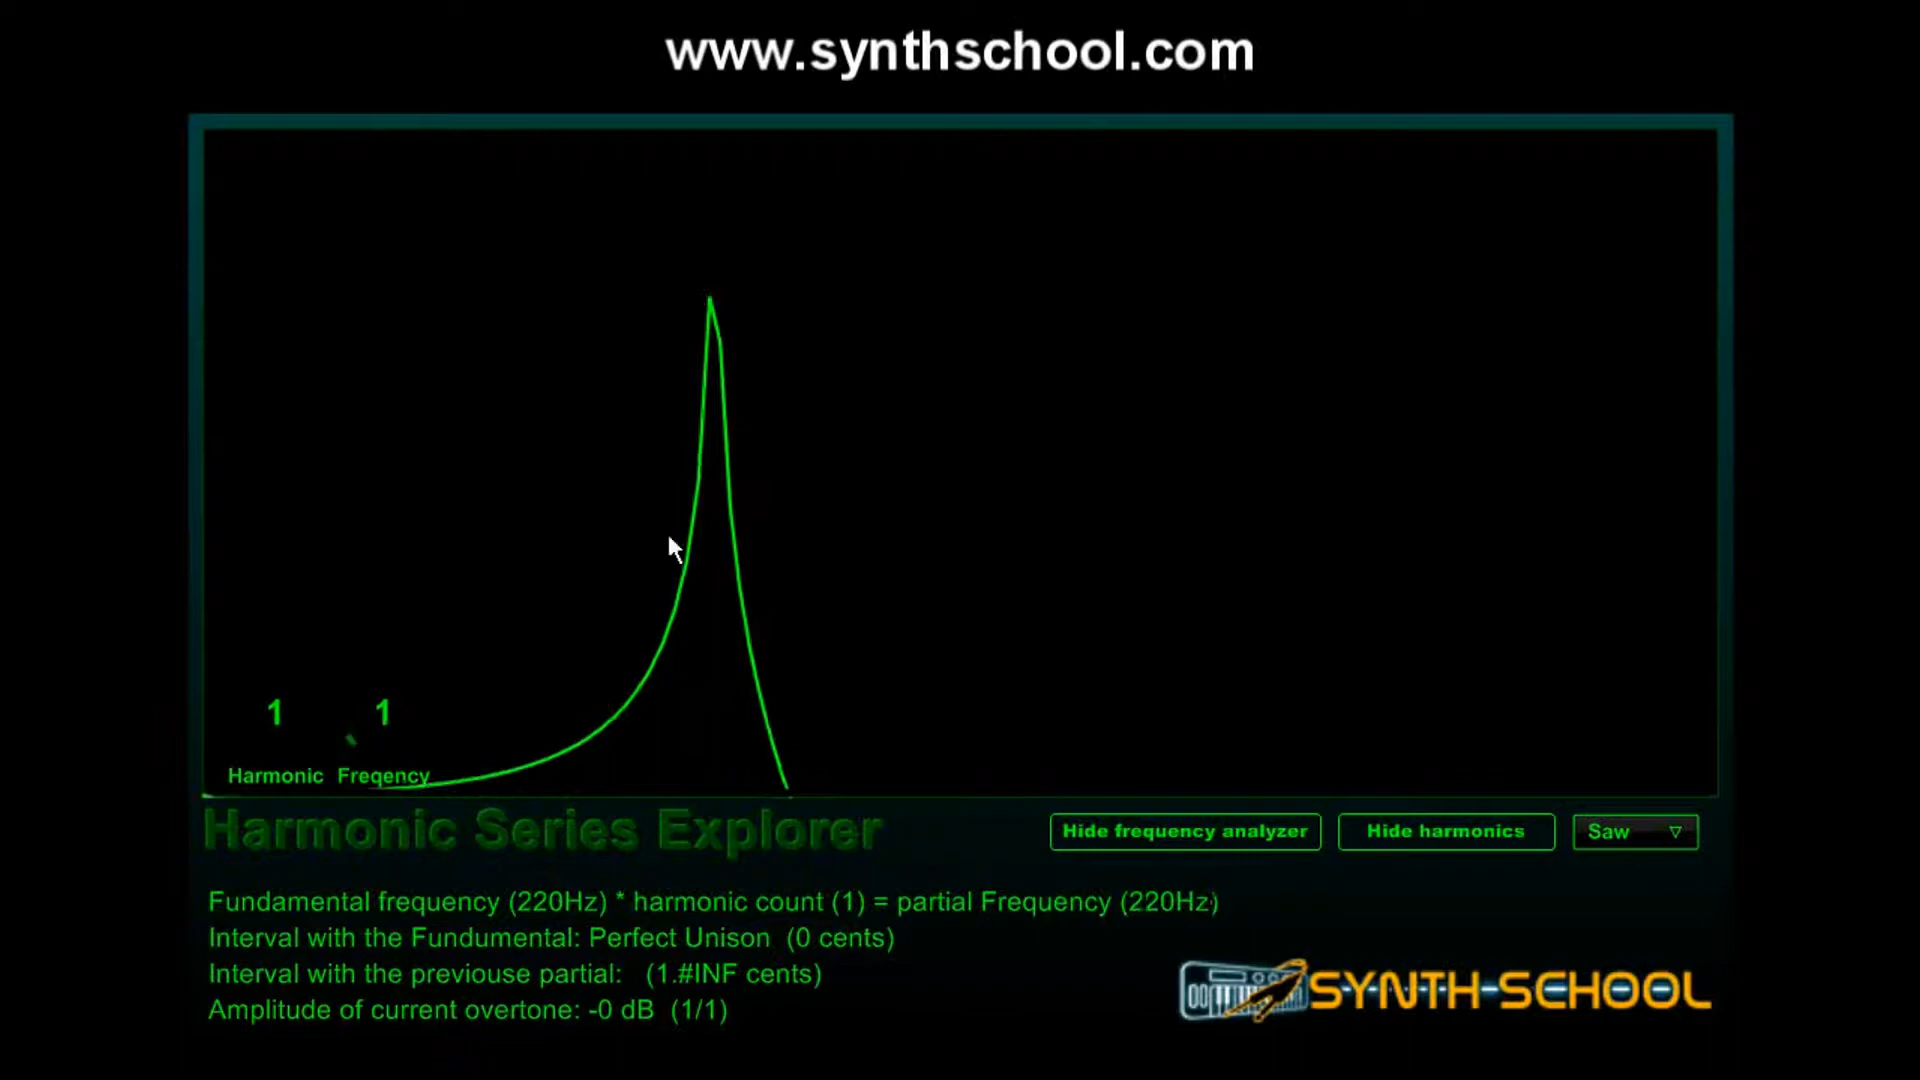 www.synthschool.com
1 1
Harmonic Freqency
Harmonic Series Explorer
Hide frequency analyzer Hide harmonics Saw
Fundamental frequency (220Hz) * harmonic count (1) = partial Frequency (220Hz)
Interval with the Fundumental: Perfect Unison (0 cents)
Interval with the previouse partial: (1.#INF cents)
Amplitude of current overtone: -0 dB (1/1)
SYNTH-SCHOOL